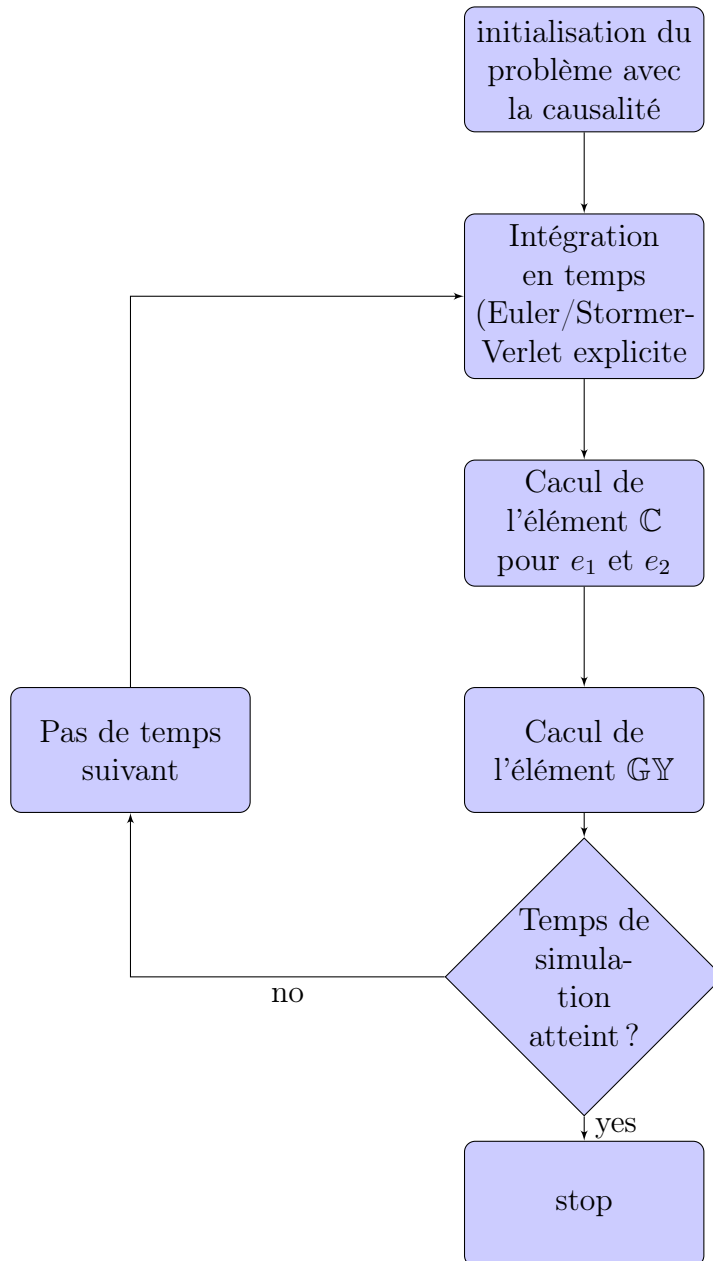 initialisation du
problème avec
la causalité
Intégration
en temps
(Euler/Stormer-
Verlet explicite
Cacul de
l'élément ℂ
pour e₁ et e₂
Pas de temps
suivant
Cacul de
l'élément 𝔾𝕐
Temps de
simula-
tion
atteint ?
no
yes
stop